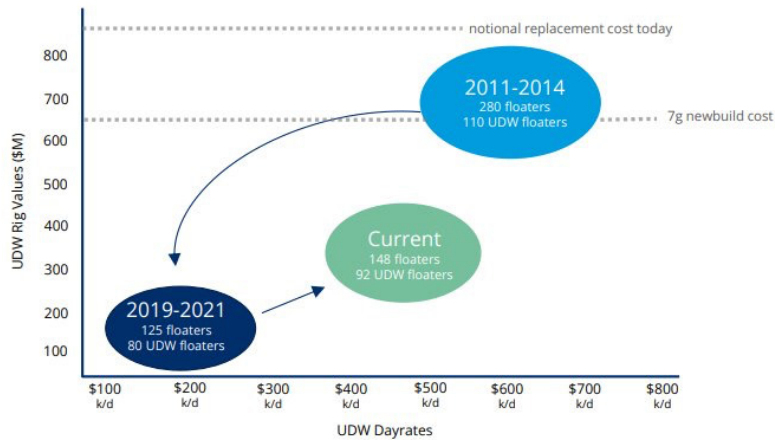 notional replacement cost today
800
2011-2014
280 floaters
110 UDW floaters
700
7g newbuild cost
600
500
400
Current
148 floaters
92 UDW floaters
300
2019-2021
125 floaters
80 UDW floaters
200
100
UDW Rig Values ($M)
$100
k/d
$200
k/d
$300
k/d
$400
k/d
$500
k/d
$600
k/d
$700
k/d
$800
k/d
UDW Dayrates